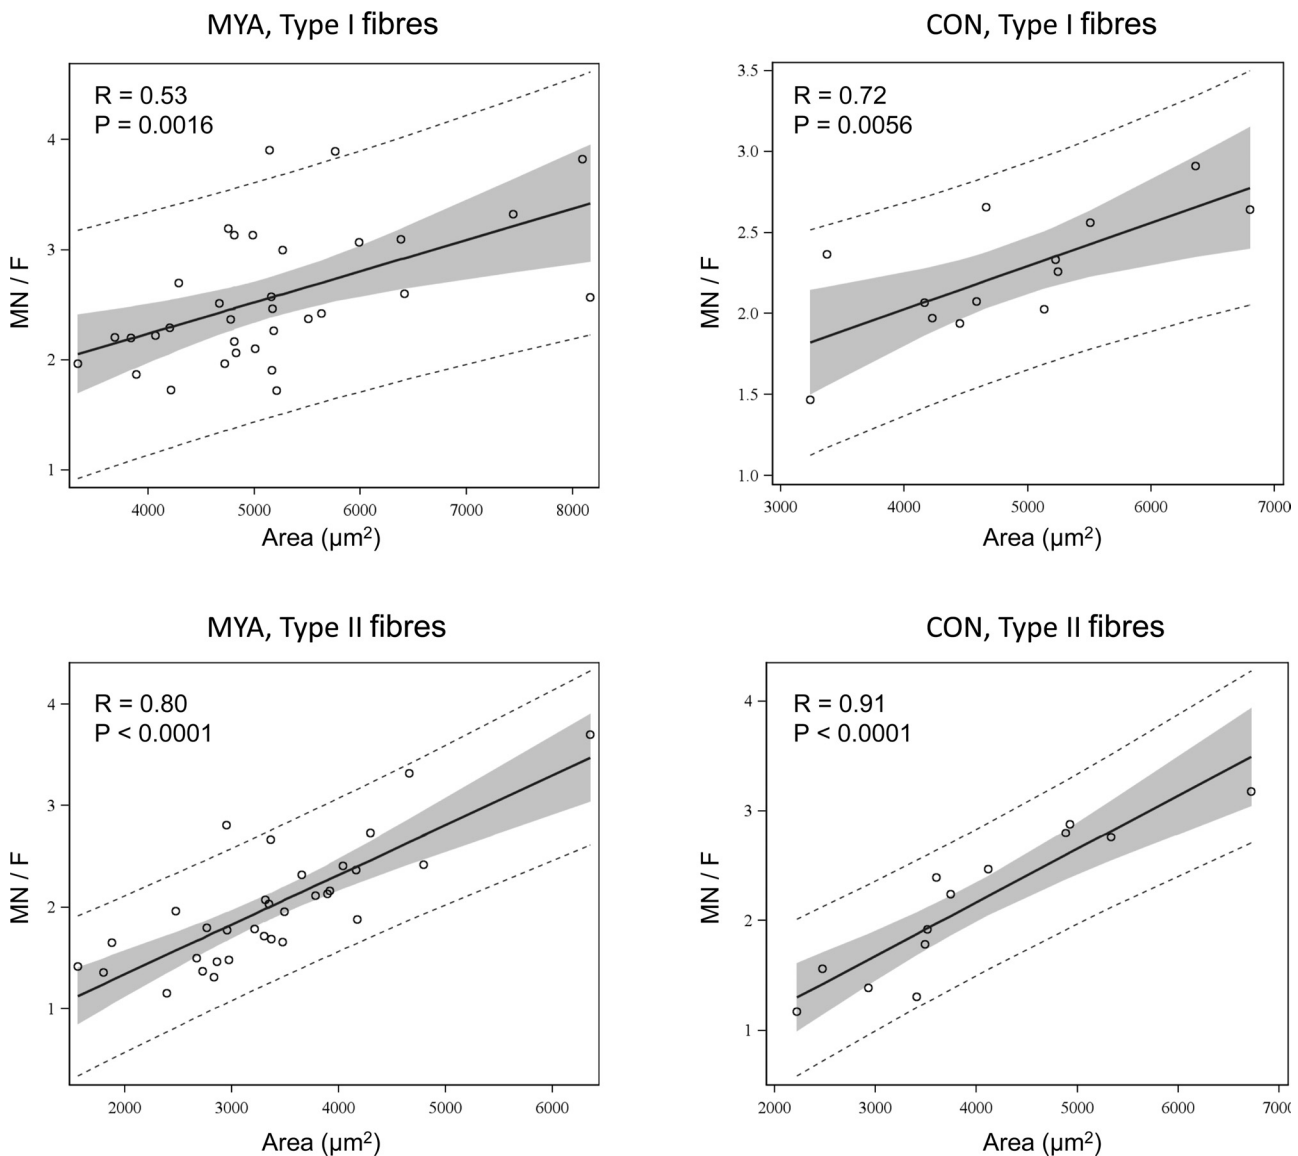 MYA, Type I fibres
R = 0.53
P = 0.0016
4
3
2
1
MN / F
4000 5000 6000 7000 8000
Area (µm²)
CON, Type I fibres
R = 0.72
P = 0.0056
3.5
3.0
2.5
2.0
1.5
1.0
MN / F
3000 4000 5000 6000 7000
Area (µm²)
MYA, Type II fibres
R = 0.80
P < 0.0001
4
3
2
1
MN / F
2000 3000 4000 5000 6000
Area (µm²)
CON, Type II fibres
R = 0.91
P < 0.0001
4
3
2
1
MN / F
2000 3000 4000 5000 6000 7000
Area (µm²)